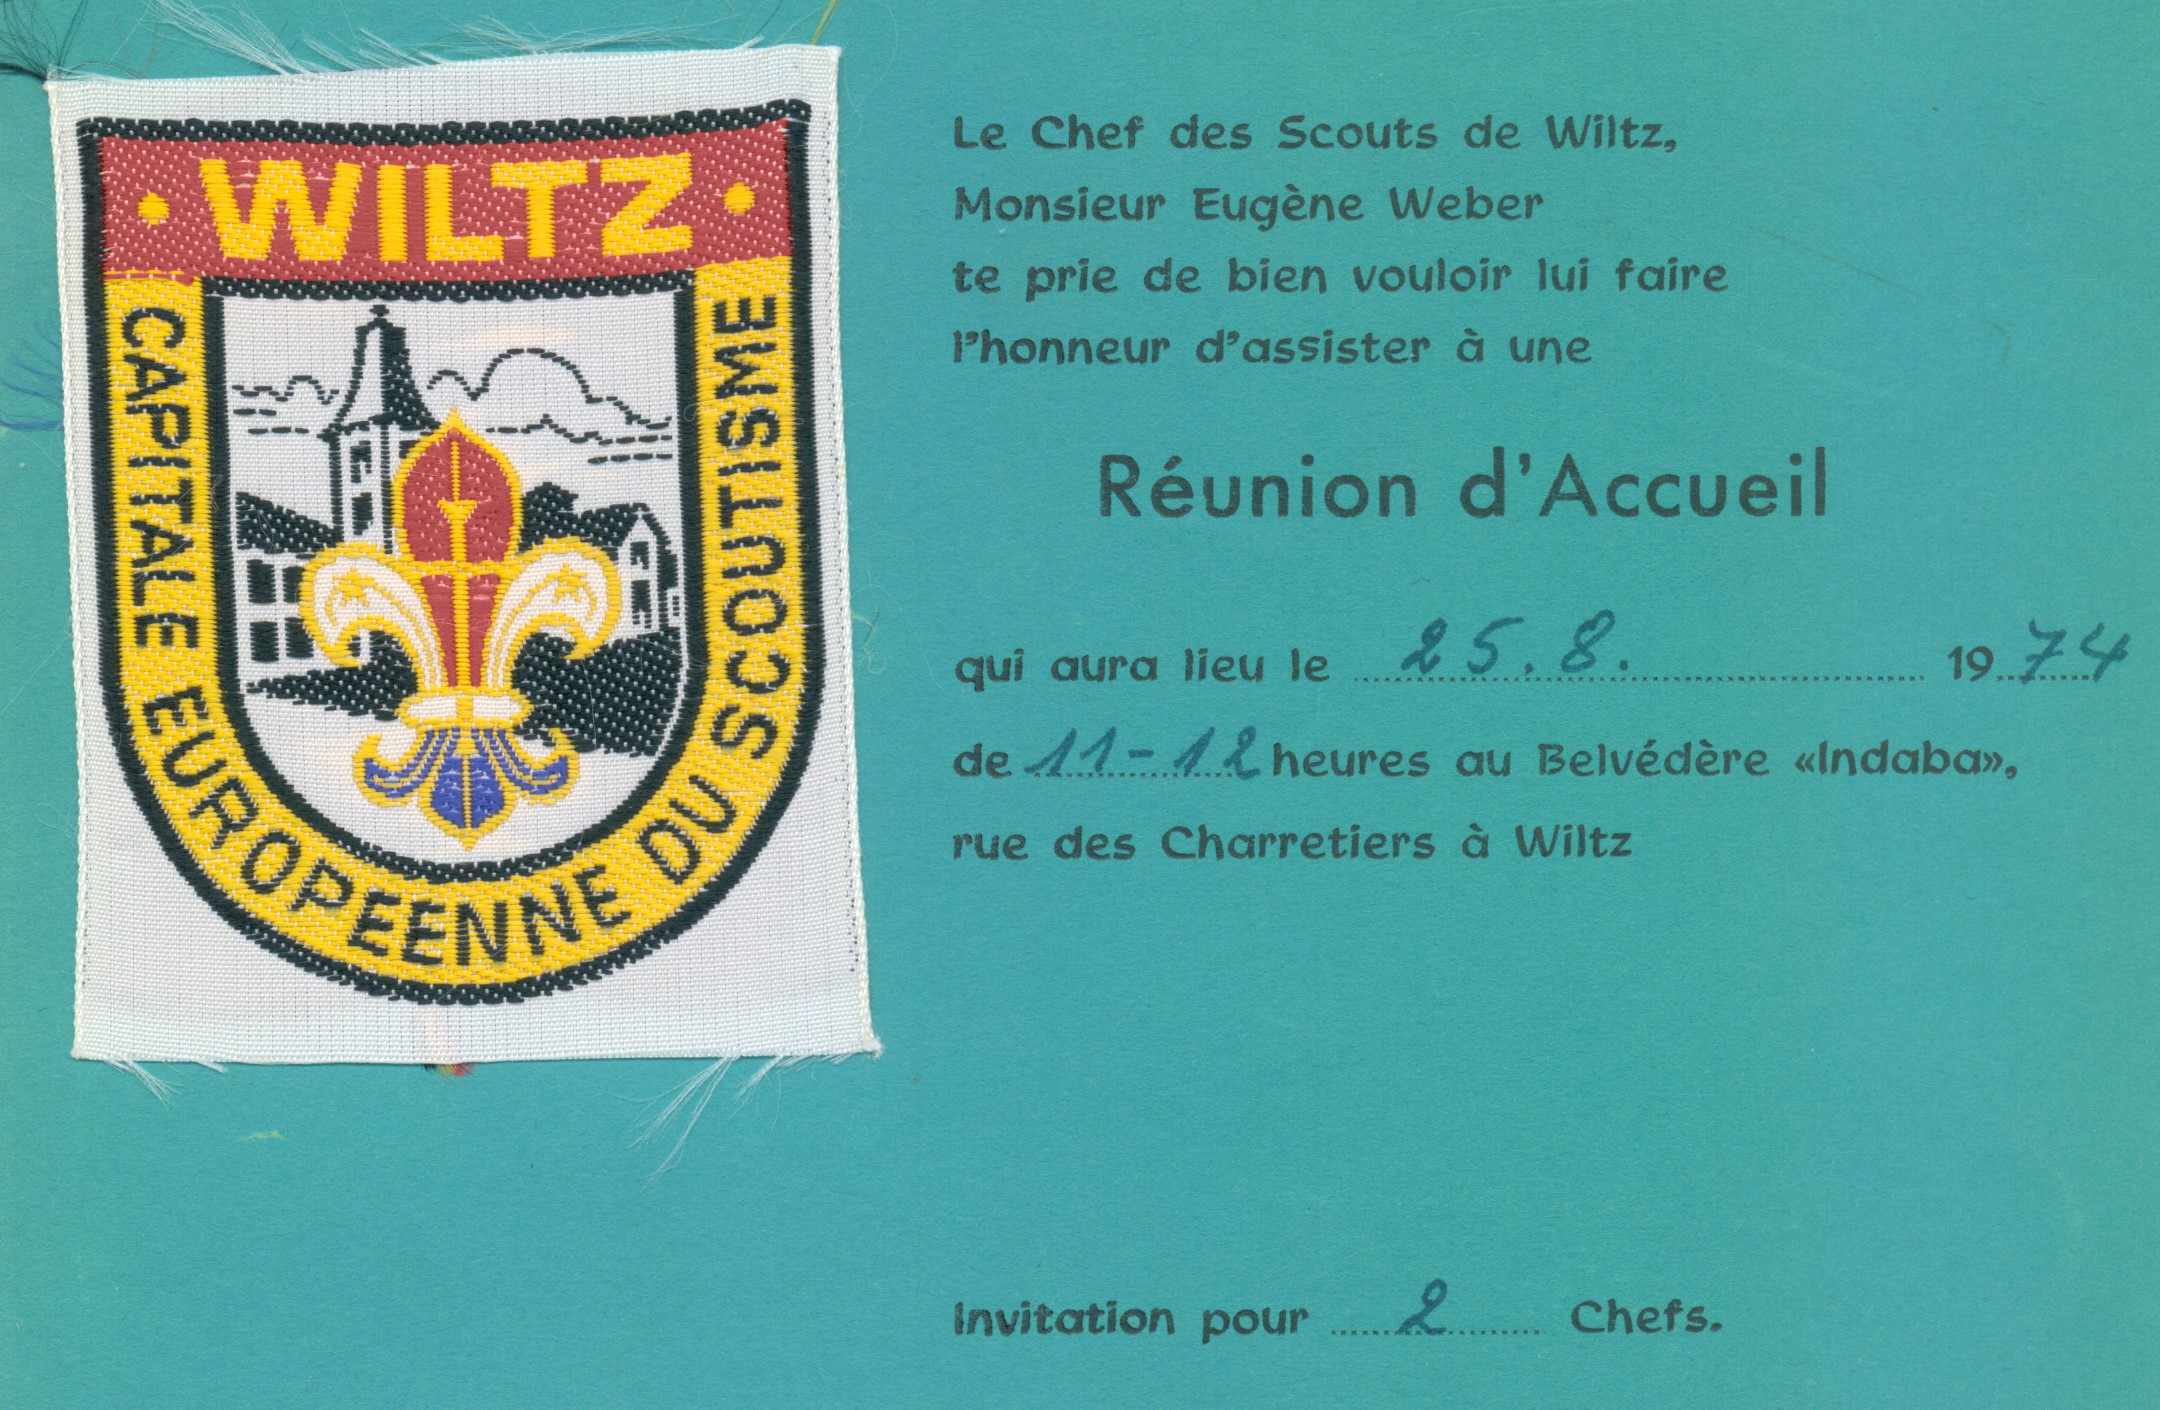 WILTZ
CAPITALE EUROPEENNE DU SCOUTISME
Le Chef des Scouts de Wiltz,
Monsieur Eugène Weber
te prie de bien vouloir lui faire
l'honneur d'assister à une
Réunion d'Accueil
qui aura lieu le 25.8. 1974
de 11-12 heures au Belvédère «Indaba»,
rue des Charretiers à Wiltz
Invitation pour 2 Chefs.